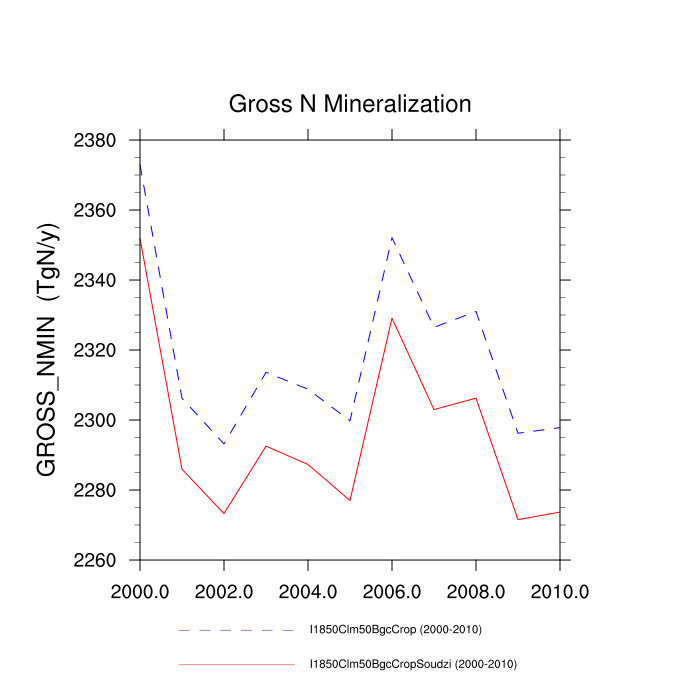 Gross N Mineralization
2380
2360
2340
2320
2300
2280
2260
GROSS_NMIN (TgN/y)
2000.0 2002.0 2004.0 2006.0 2008.0 2010.0
I1850Clm50BgcCrop (2000-2010)
I1850Clm50BgcCropSoudzi (2000-2010)